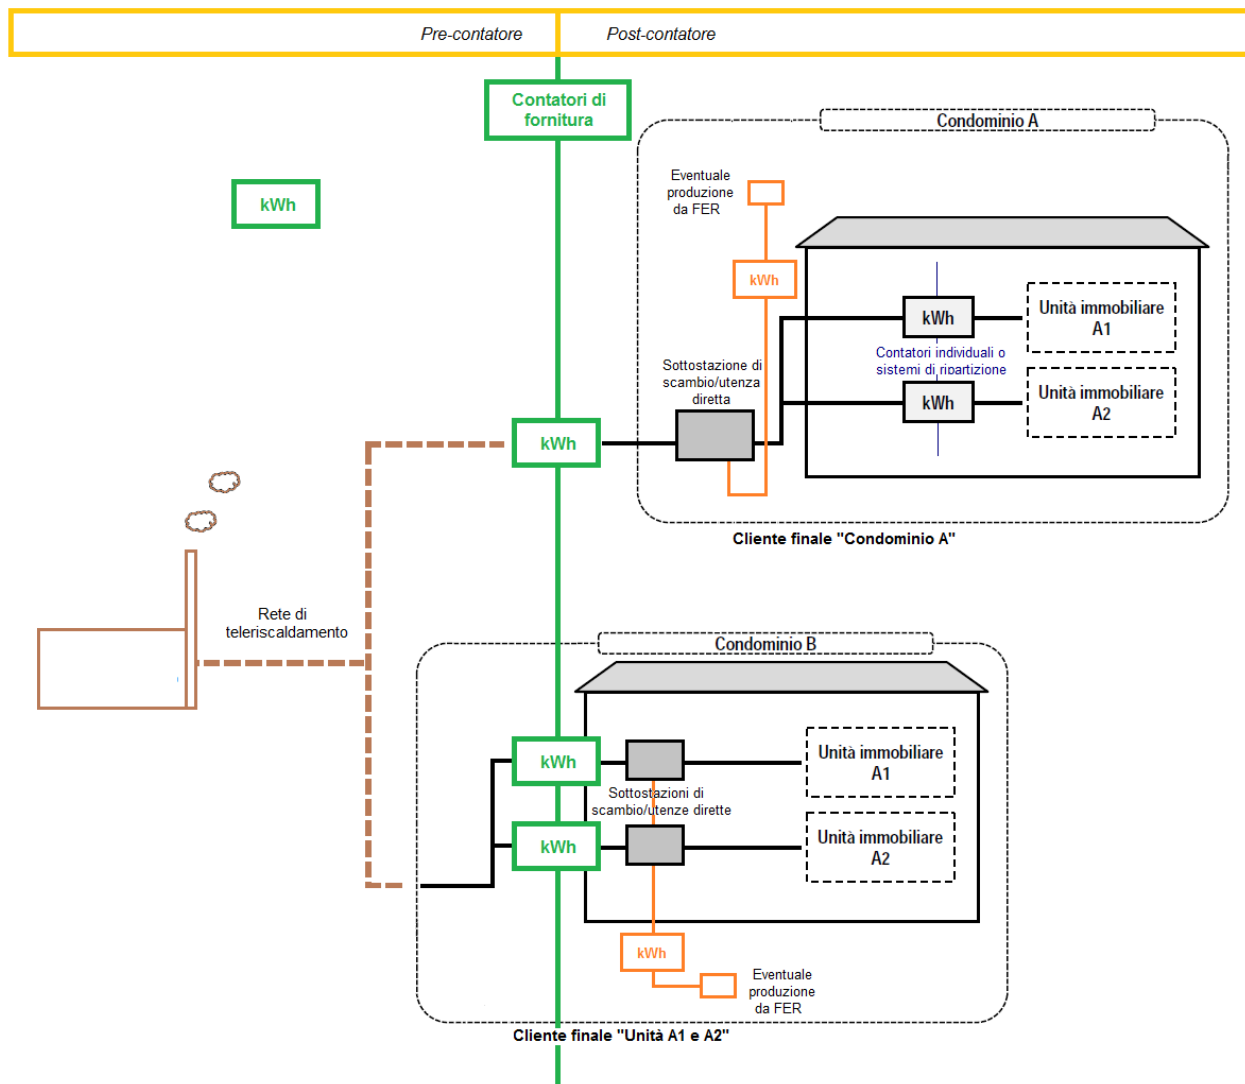 Pre-contatore
Post-contatore
Contatori di
fornitura
Condominio A
kWh
Eventuale
produzione
da FER
kWh
kWh
Unità immobiliare
A1
Contatori individuali o
sistemi di ripartizione
Sottostazione di
scambio/utenza
diretta
kWh
Unità immobiliare
A2
kWh
Cliente finale "Condominio A"
Rete di
teleriscaldamento
Condominio B
kWh
Unità immobiliare
A1
Sottostazioni di
scambio/utenze dirette
kWh
Unità immobiliare
A2
kWh
Eventuale
produzione
da FER
Cliente finale "Unità A1 e A2"